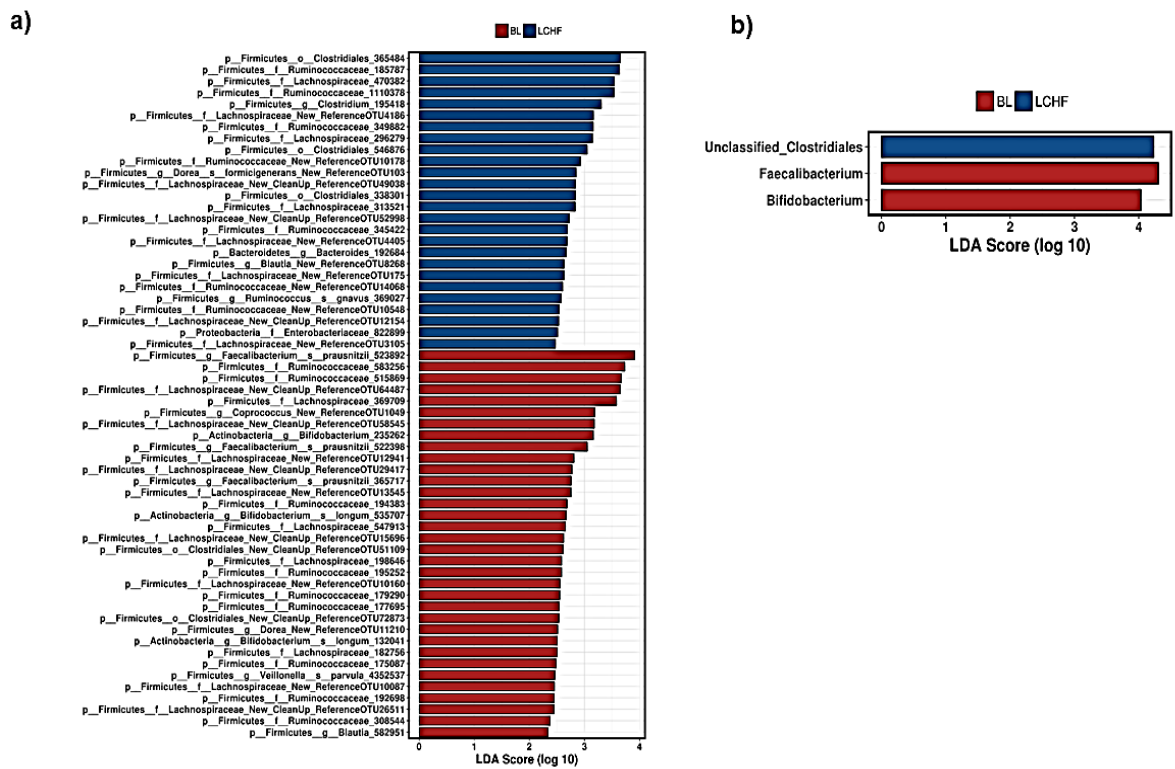 a)
BL LCHF
p__Firmicutes__o__Clostridiales_365484
p__Firmicutes__f__Ruminococcaceae_185787
p__Firmicutes__f__Lachnospiraceae_470382
p__Firmicutes__f__Ruminococcaceae_1110378
p__Firmicutes__g__Clostridium_195418
p__Firmicutes__f__Lachnospiraceae_New_ReferenceOTU4186
p__Firmicutes__f__Ruminococcaceae_349882
p__Firmicutes__f__Lachnospiraceae_296279
p__Firmicutes__o__Clostridiales_546876
p__Firmicutes__f__Ruminococcaceae_New_ReferenceOTU10178
p__Firmicutes__g__Dorea__s__formicigenerans_New_ReferenceOTU103
p__Firmicutes__f__Lachnospiraceae_New_CleanUp_ReferenceOTU49038
p__Firmicutes__o__Clostridiales_338301
p__Firmicutes__f__Lachnospiraceae_313521
p__Firmicutes__f__Lachnospiraceae_New_CleanUp_ReferenceOTU52998
p__Firmicutes__f__Ruminococcaceae_345422
p__Firmicutes__f__Lachnospiraceae_New_ReferenceOTU4405
p__Bacteroidetes__g__Bacteroides_192684
p__Firmicutes__g__Blautia_New_ReferenceOTU8268
p__Firmicutes__f__Lachnospiraceae_New_ReferenceOTU175
p__Firmicutes__f__Ruminococcaceae_New_ReferenceOTU14068
p__Firmicutes__g__Ruminococcus__s__gnavus_369027
p__Firmicutes__f__Ruminococcaceae_New_ReferenceOTU10548
p__Firmicutes__f__Lachnospiraceae_New_CleanUp_ReferenceOTU12154
p__Proteobacteria__f__Enterobacteriaceae_822899
p__Firmicutes__f__Lachnospiraceae_New_ReferenceOTU3105
p__Firmicutes__g__Faecalibacterium__s__prausnitzii_523892
p__Firmicutes__f__Ruminococcaceae_583256
p__Firmicutes__f__Ruminococcaceae_515869
p__Firmicutes__f__Lachnospiraceae_New_CleanUp_ReferenceOTU64487
p__Firmicutes__f__Lachnospiraceae_369709
p__Firmicutes__g__Coprococcus_New_ReferenceOTU1049
p__Firmicutes__f__Lachnospiraceae_New_CleanUp_ReferenceOTU58545
p__Actinobacteria__g__Bifidobacterium_235262
p__Firmicutes__g__Faecalibacterium__s__prausnitzii_522398
p__Firmicutes__f__Lachnospiraceae_New_ReferenceOTU12941
p__Firmicutes__f__Lachnospiraceae_New_CleanUp_ReferenceOTU29417
p__Firmicutes__g__Faecalibacterium__s__prausnitzii_365717
p__Firmicutes__f__Lachnospiraceae_New_ReferenceOTU13545
p__Firmicutes__f__Ruminococcaceae_194383
p__Actinobacteria__g__Bifidobacterium__s__longum_535707
p__Firmicutes__f__Lachnospiraceae_547913
p__Firmicutes__f__Lachnospiraceae_New_CleanUp_ReferenceOTU15696
p__Firmicutes__o__Clostridiales_New_CleanUp_ReferenceOTU51109
p__Firmicutes__f__Lachnospiraceae_198646
p__Firmicutes__f__Ruminococcaceae_195252
p__Firmicutes__f__Lachnospiraceae_New_ReferenceOTU10160
p__Firmicutes__f__Ruminococcaceae_179290
p__Firmicutes__f__Ruminococcaceae_177695
p__Firmicutes__o__Clostridiales_New_CleanUp_ReferenceOTU72873
p__Firmicutes__g__Dorea_New_ReferenceOTU11210
p__Actinobacteria__g__Bifidobacterium__s__longum_132041
p__Firmicutes__f__Lachnospiraceae_182756
p__Firmicutes__f__Ruminococcaceae_175087
p__Firmicutes__g__Veillonella__s__parvula_4352537
p__Firmicutes__f__Lachnospiraceae_New_ReferenceOTU10087
p__Firmicutes__f__Ruminococcaceae_192698
p__Firmicutes__f__Lachnospiraceae_New_CleanUp_ReferenceOTU26511
p__Firmicutes__f__Ruminococcaceae_308544
p__Firmicutes__g__Blautia_582951
0 1 2 3 4
LDA Score (log 10)
b)
BL LCHF
Unclassified_Clostridiales
Faecalibacterium
Bifidobacterium
0 1 2 3 4
LDA Score (log 10)